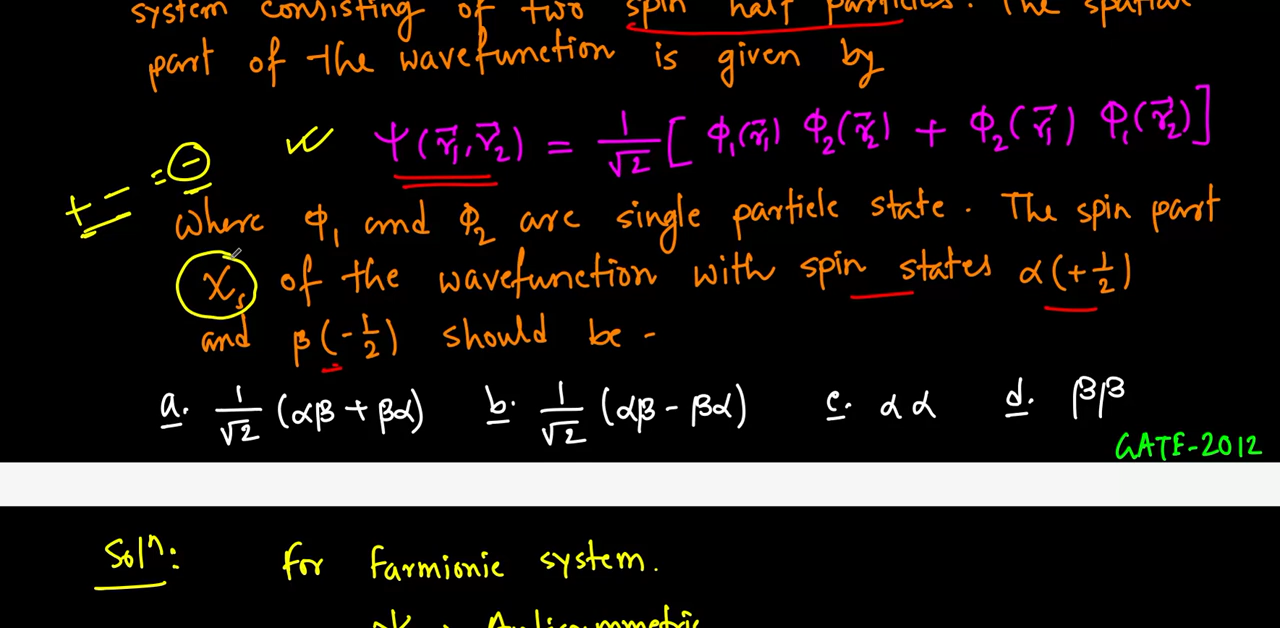 system consisting of two spin half particles. The spatial
part of the wavefunction is given by
ψ(r⃗₁, r⃗₂) = 1/√2 [ ϕ₁(r⃗₁) ϕ₂(r⃗₂) + ϕ₂(r⃗₁) ϕ₁(r⃗₂) ]
+ - = -
where ϕ₁ and ϕ₂ are single particle state. The spin part
χₛ of the wavefunction with spin states α(+1/2)
and β(-1/2) should be -
a. 1/√2 (αβ + βα) b. 1/√2 (αβ - βα) c. αα d. ββ
GATE-2012
Solⁿ: For Farmionic system.
Antisymmetric